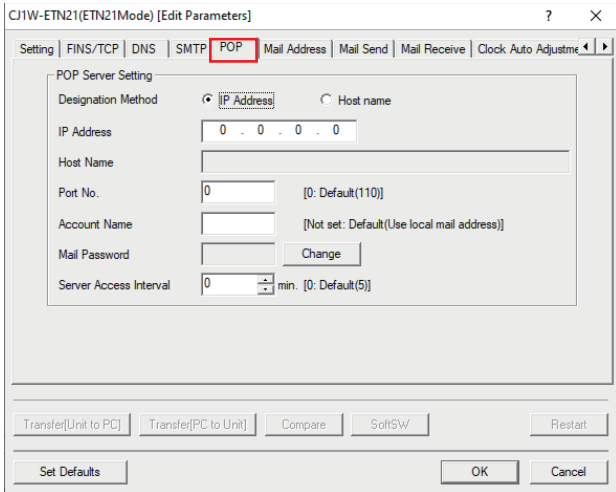 CJ1W-ETN21(ETN21Mode) [Edit Parameters] ? ×
Setting FINS/TCP DNS SMTP POP Mail Address Mail Send Mail Receive Clock Auto Adjustme
POP Server Setting
Designation Method IP Address Host name
IP Address 0 . 0 . 0 . 0
Host Name
Port No. 0 [0: Default(110)]
Account Name [Not set: Default(Use local mail address)]
Mail Password Change
Server Access Interval 0 min. [0: Default(5)]
Transfer[Unit to PC] Transfer[PC to Unit] Compare SoftSW Restart
Set Defaults OK Cancel